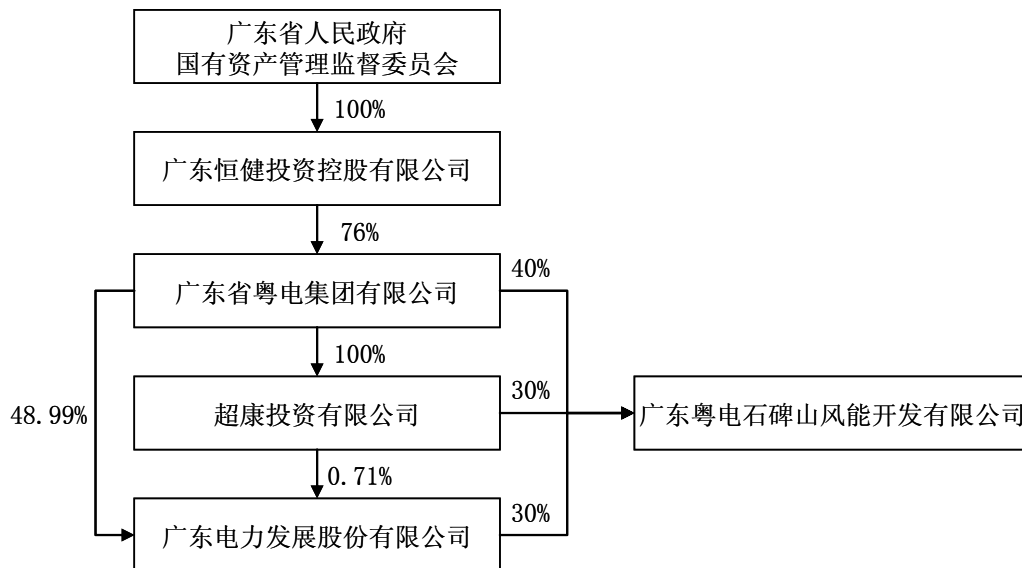 广东省人民政府
国有资产管理监督委员会
100%
广东恒健投资控股有限公司
76%
广东省粤电集团有限公司
40%
100%
超康投资有限公司
30%
广东粤电石碑山风能开发有限公司
48.99%
0.71%
广东电力发展股份有限公司
30%